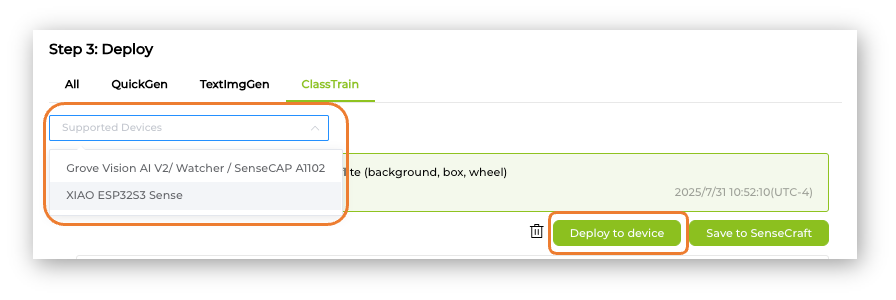 Step 3: Deploy
All QuickGen TextImgGen ClassTrain
Supported Devices
Grove Vision AI V2/ Watcher / SenseCAP A1102
te (background, box, wheel)
XIAO ESP32S3 Sense
2025/7/31 10:52:10(UTC-4)
Deploy to device
Save to SenseCraft